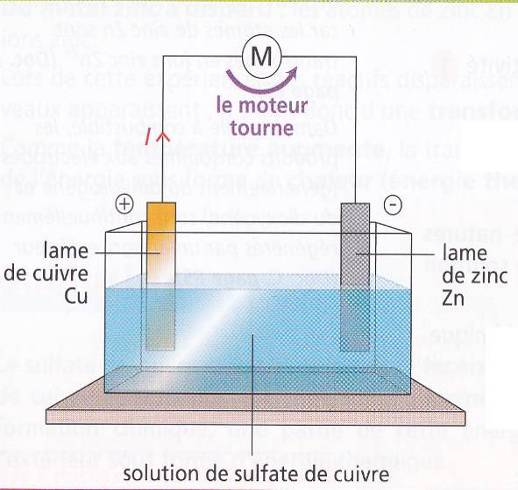 M
le moteur
tourne
I
+
-
lame
de cuivre
Cu
lame
de zinc
Zn
solution de sulfate de cuivre